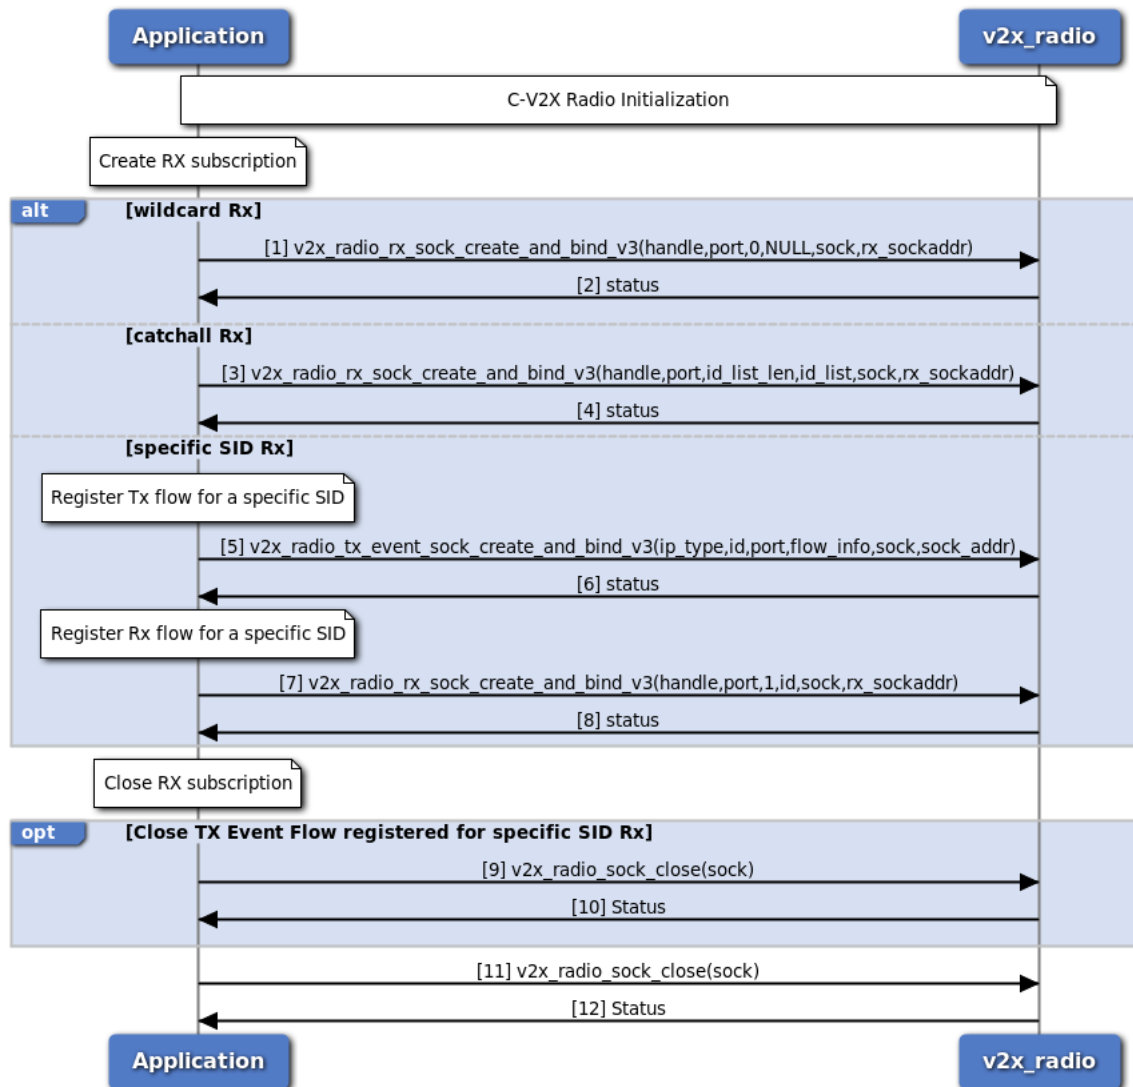 Application
v2x_radio
C-V2X Radio Initialization
Create RX subscription
alt
[wildcard Rx]
[1] v2x_radio_rx_sock_create_and_bind_v3(handle,port,0,NULL,sock,rx_sockaddr)
[2] status
[catchall Rx]
[3] v2x_radio_rx_sock_create_and_bind_v3(handle,port,id_list_len,id_list,sock,rx_sockaddr)
[4] status
[specific SID Rx]
Register Tx flow for a specific SID
[5] v2x_radio_tx_event_sock_create_and_bind_v3(ip_type,id,port,flow_info,sock,sock_addr)
[6] status
Register Rx flow for a specific SID
[7] v2x_radio_rx_sock_create_and_bind_v3(handle,port,1,id,sock,rx_sockaddr)
[8] status
Close RX subscription
opt
[Close TX Event Flow registered for specific SID Rx]
[9] v2x_radio_sock_close(sock)
[10] Status
[11] v2x_radio_sock_close(sock)
[12] Status
Application
v2x_radio